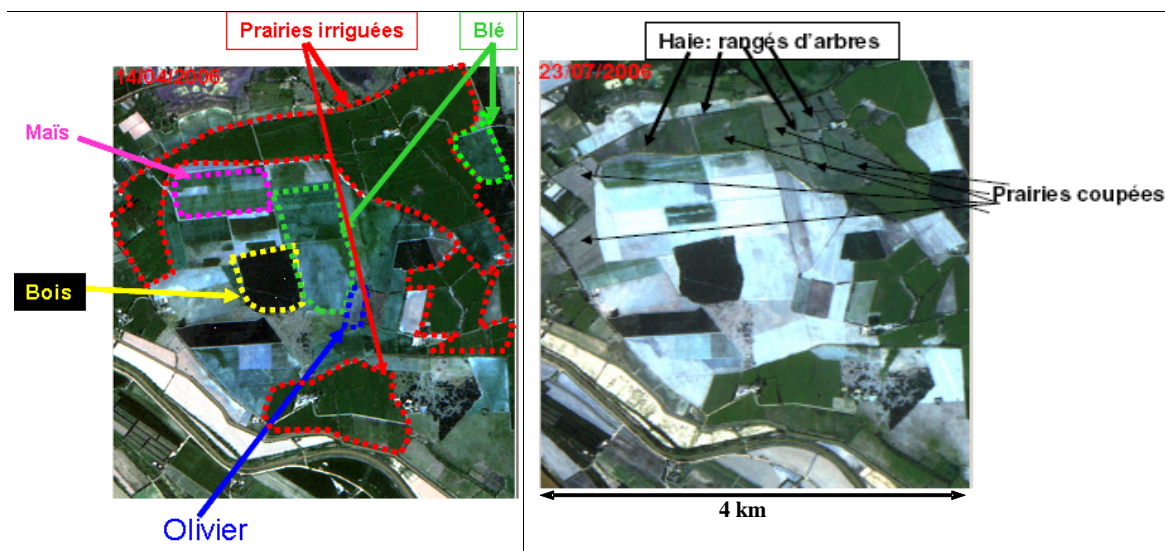 Prairies irriguées
Blé
14/04/2006
Maïs
Bois
Olivier
Haie: rangés d'arbres
23/07/2006
Prairies coupées
4 km